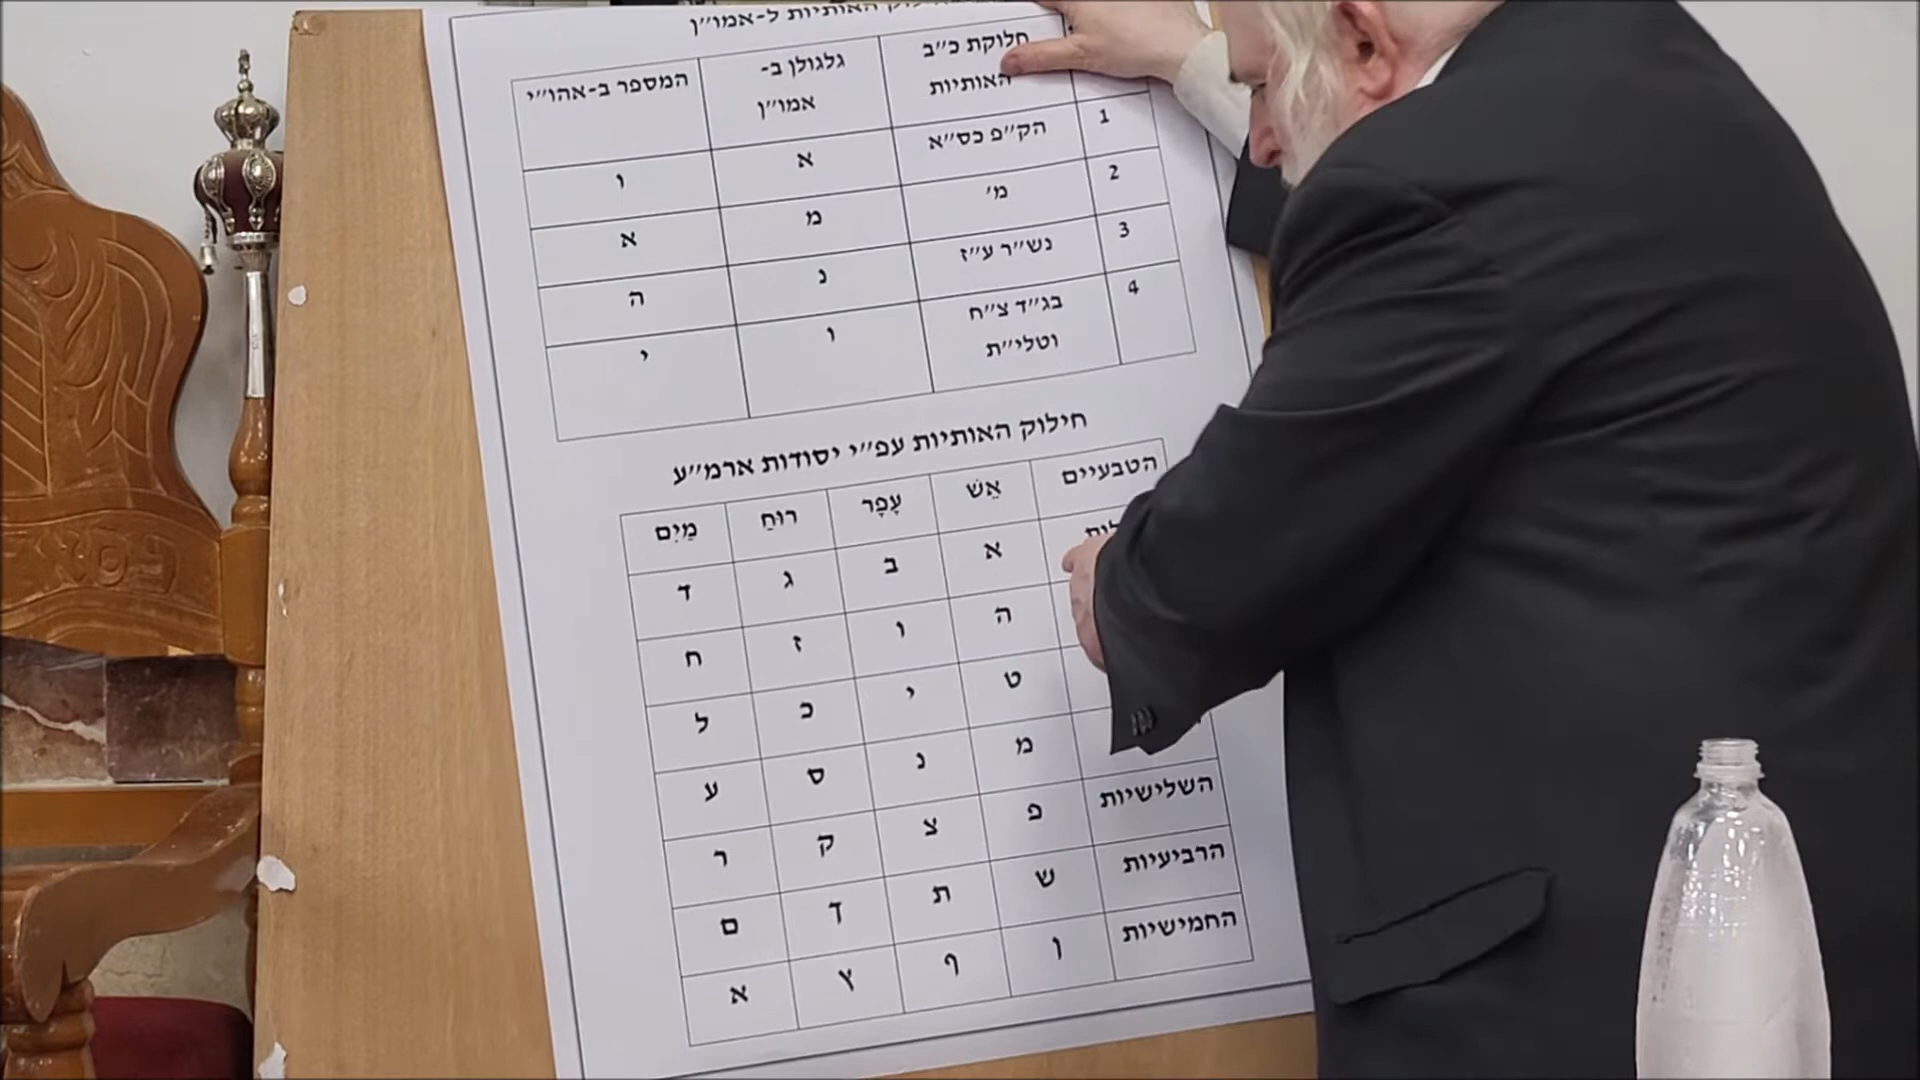 האותיות ל-אמו״ן
חלוקת כ״ב האותיות גלגולן ב-אמו״ן המספר ב-אהו״י
1 הק״פ כס״א א ו
2 מ׳ מ א
3 נש״ר ע״ז נ ה
4 בג״ד צ״ח וטלי״ת ו י
חילוק האותיות עפ״י יסודות ארמ״ע
הטבעיים אֵשׁ עָפָר רוּחַ מַיִם
א ב ג ד
ה ו ז ח
ט י כ ל
מ נ ס ע
השלישיות פ צ ק ר
הרביעיות ש ת ך ם
החמישיות ן ף ץ א